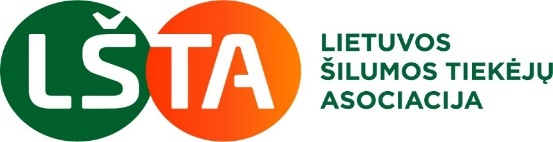 LŠTA
LIETUVOS
ŠILUMOS TIEKĖJŲ
ASOCIACIJA